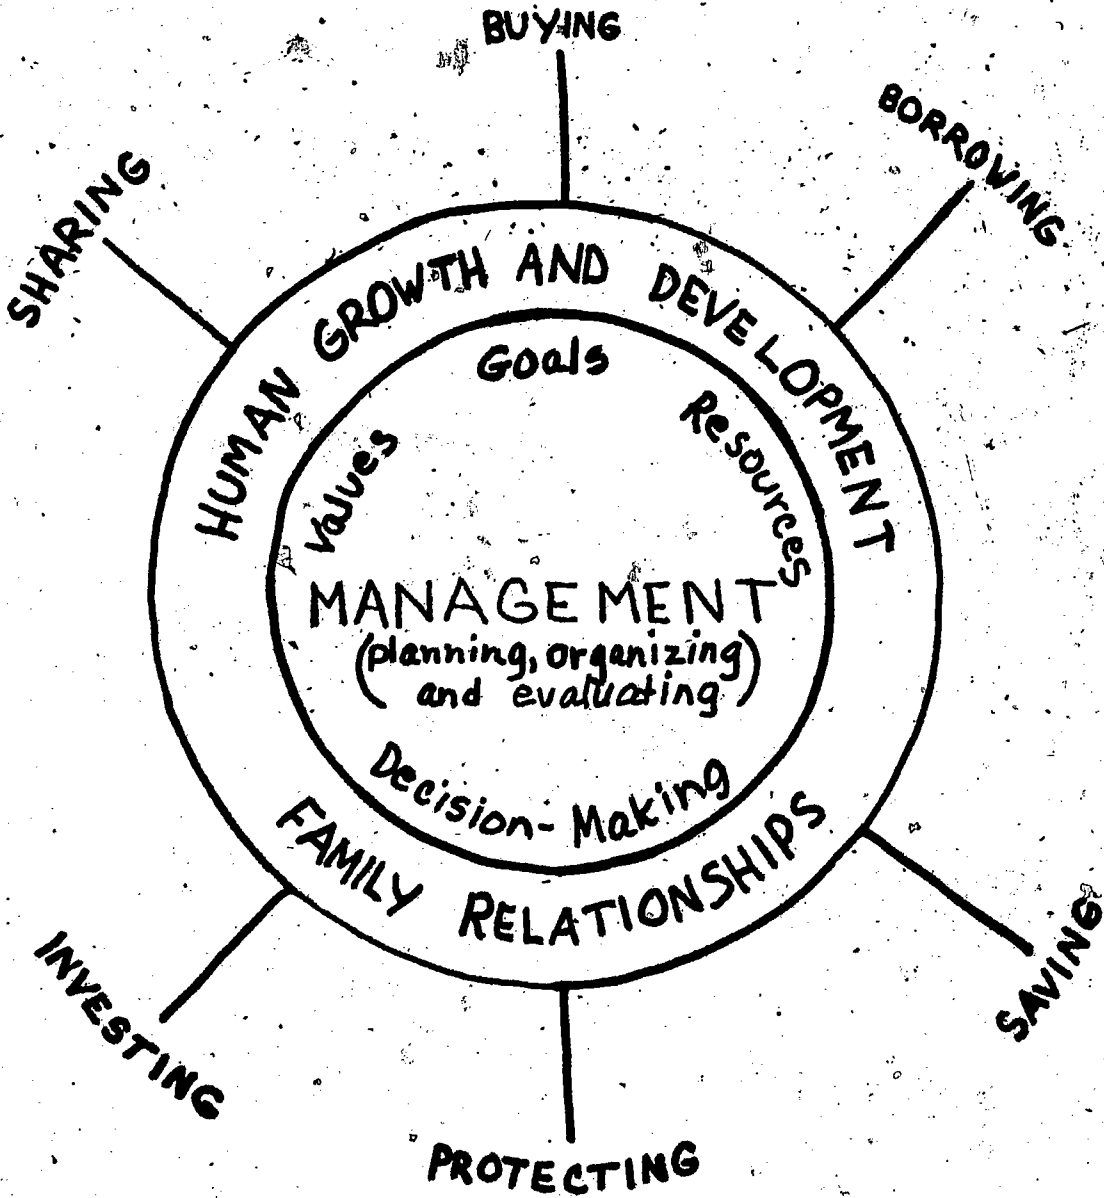 BUYING
BORROWING
SHARING
HUMAN GROWTH AND DEVELOPMENT
Goals
Values
Resources
MANAGEMENT
(planning, organizing
and evaluating)
Decision-Making
FAMILY RELATIONSHIPS
SAVING
INVESTING
PROTECTING